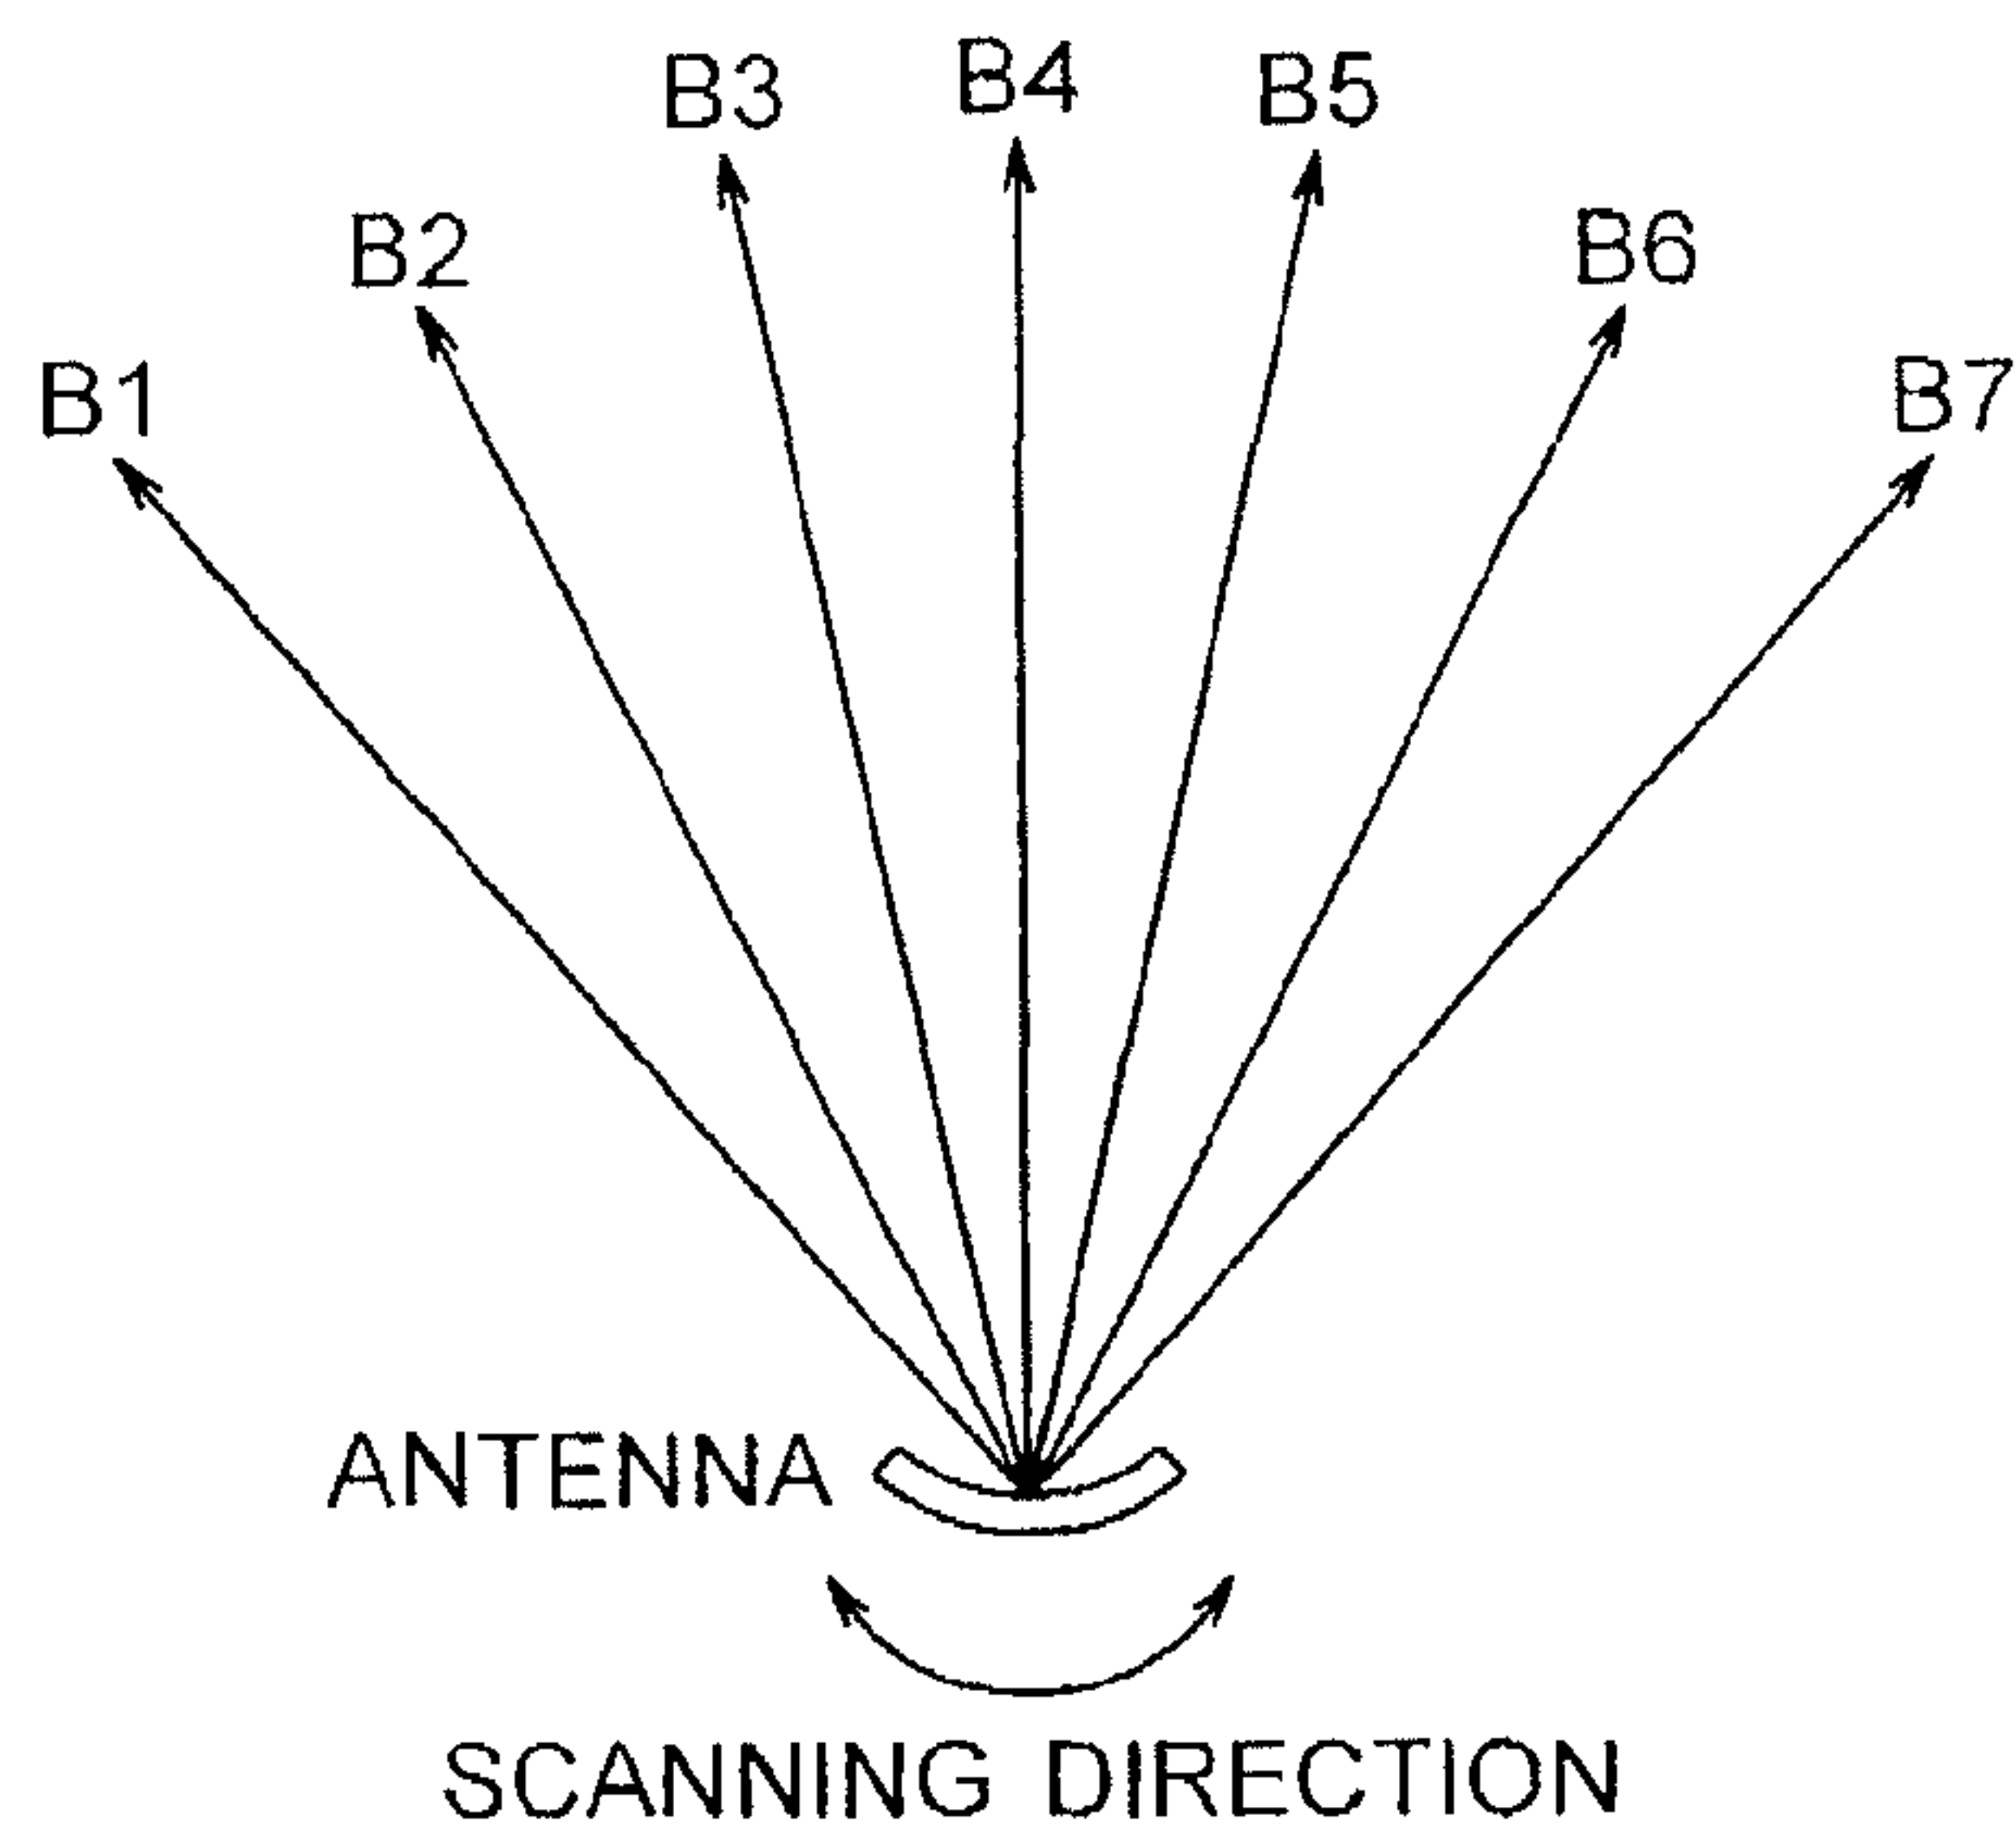 B1
B2
B3
B4
B5
B6
B7
ANTENNA
SCANNING DIRECTION